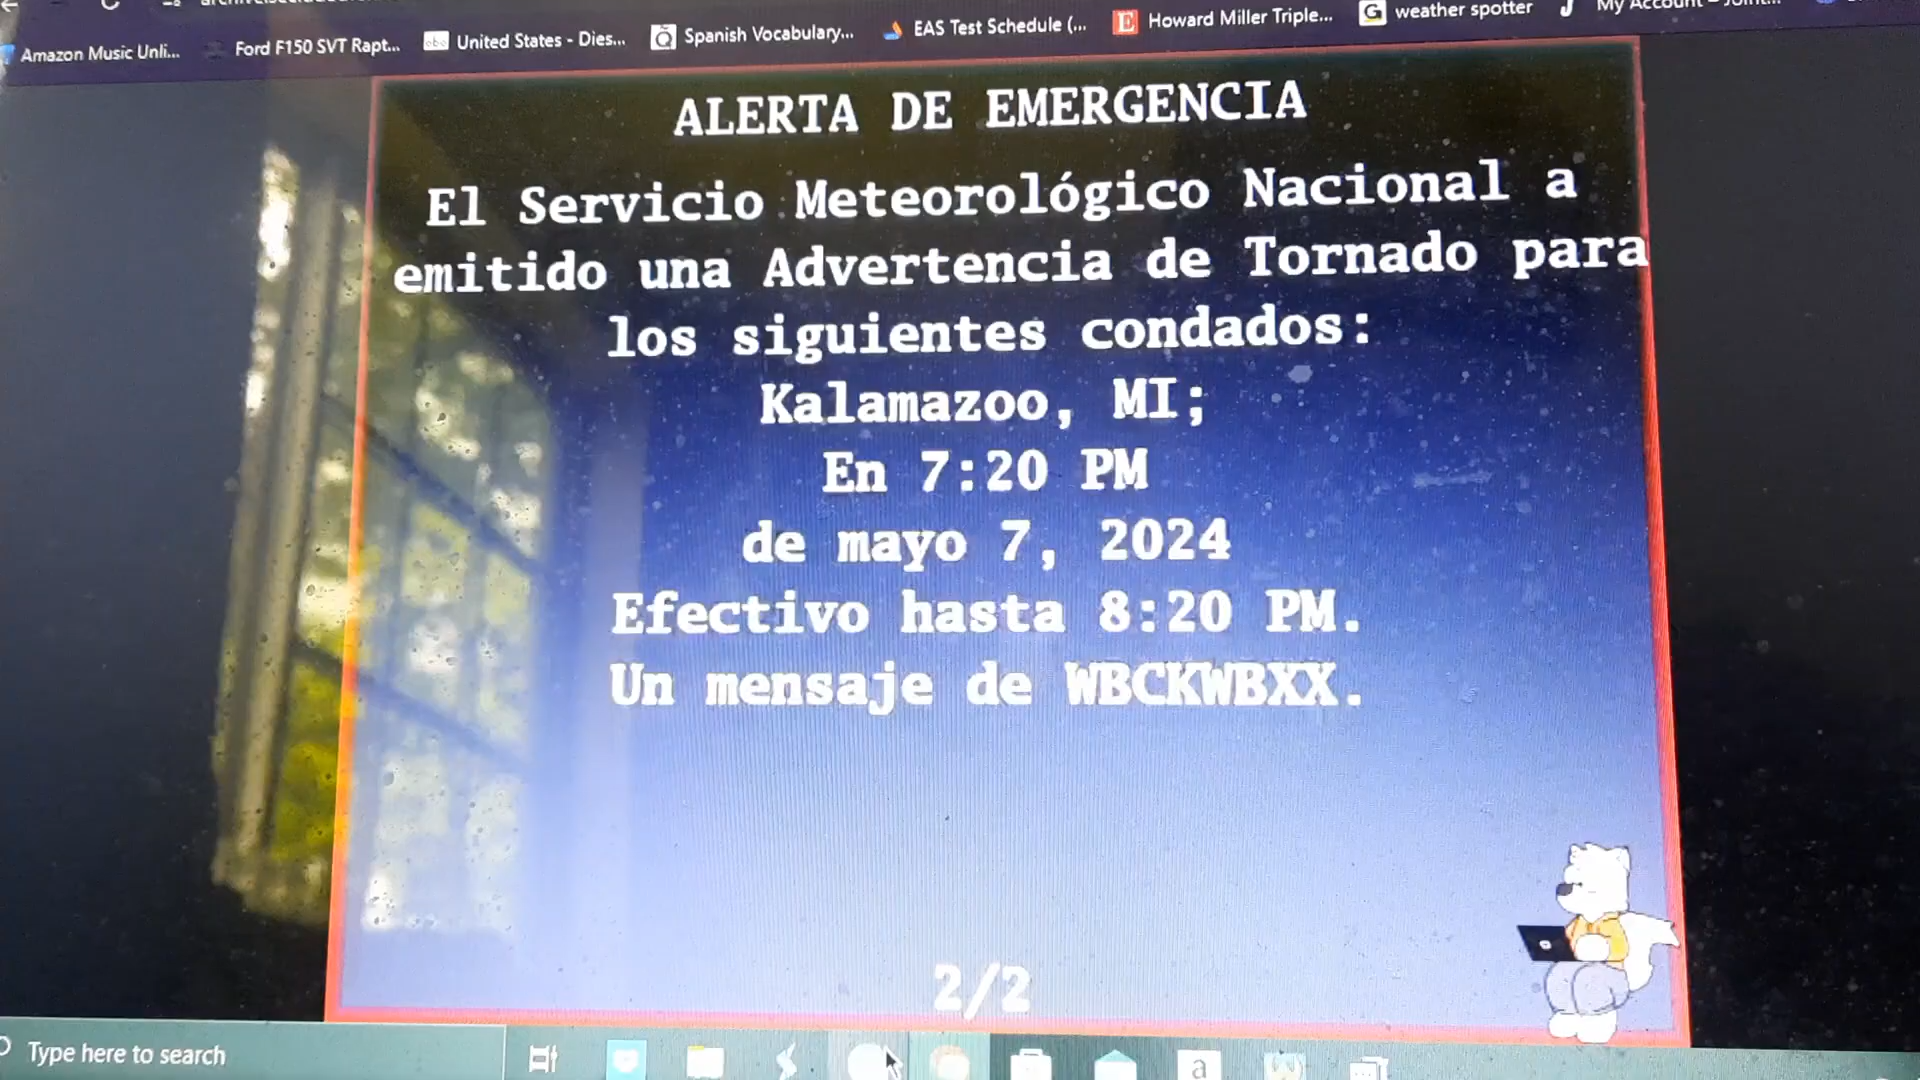 Amazon Music Unli...
Ford F150 SVT Rapt...
United States - Dies...
Spanish Vocabulary...
EAS Test Schedule (...
Howard Miller Triple...
weather spotter
ALERTA DE EMERGENCIA
El Servicio Meteorológico Nacional a
emitido una Advertencia de Tornado para
los siguientes condados:
Kalamazoo, MI;
En 7:20 PM
de mayo 7, 2024
Efectivo hasta 8:20 PM.
Un mensaje de WBCKWBXX.
2/2
Type here to search